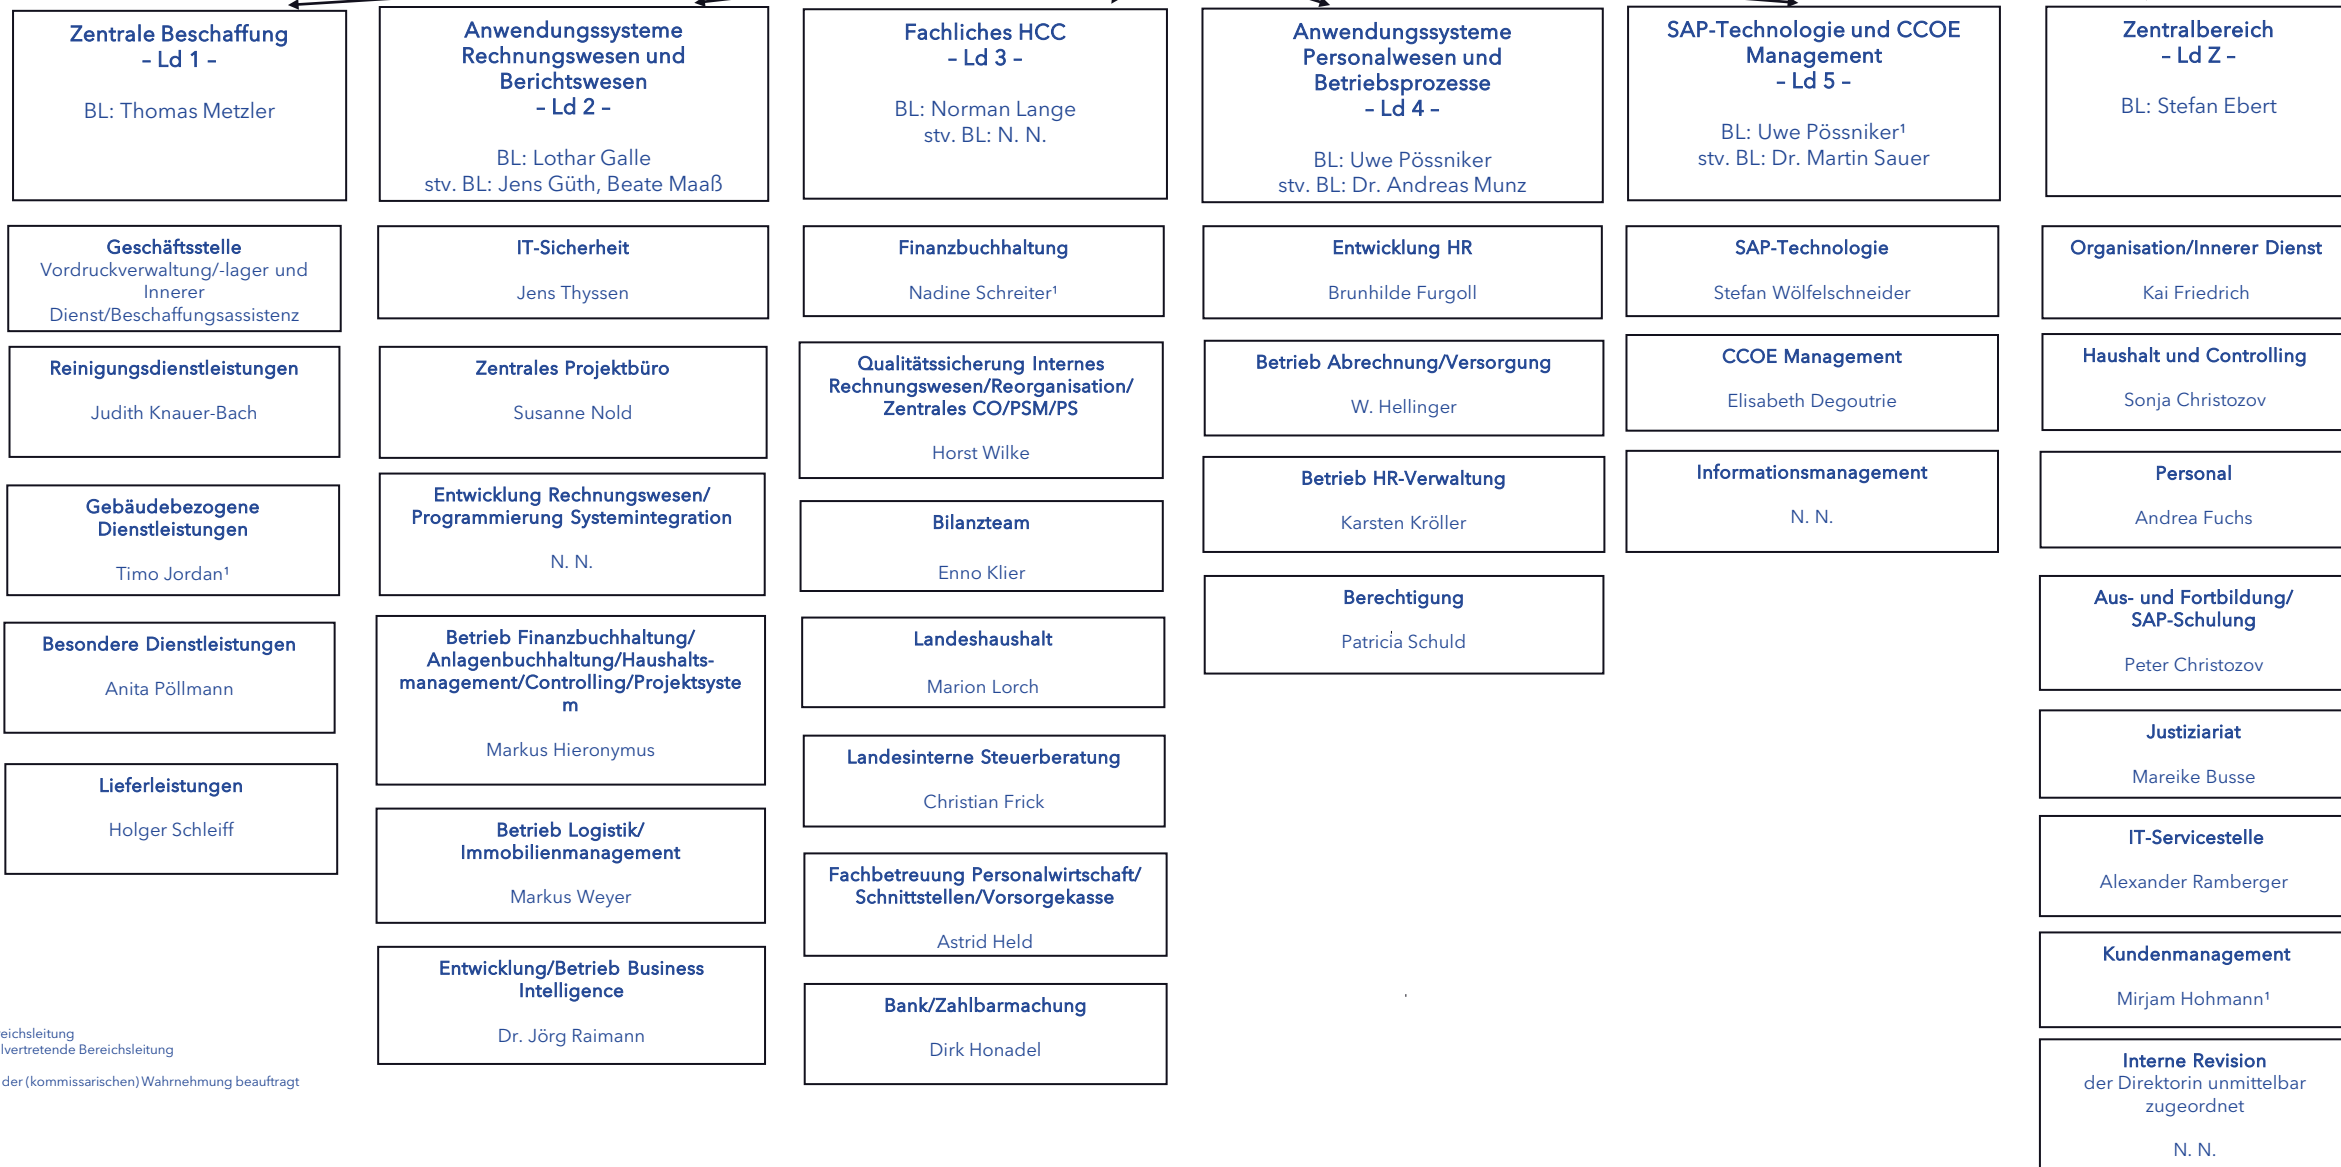 Zentrale Beschaffung
– Ld 1 –
BL: Thomas Metzler
Geschäftsstelle
Vordruckverwaltung/-lager und
Innerer
Dienst/Beschaffungsassistenz
Reinigungsdienstleistungen
Judith Knauer-Bach
Gebäudebezogene
Dienstleistungen
Timo Jordan¹
Besondere Dienstleistungen
Anita Pöllmann
Lieferleistungen
Holger Schleiff
Anwendungssysteme
Rechnungswesen und
Berichtswesen
– Ld 2 –
BL: Lothar Galle
stv. BL: Jens Güth, Beate Maaß
IT-Sicherheit
Jens Thyssen
Zentrales Projektbüro
Susanne Nold
Entwicklung Rechnungswesen/
Programmierung Systemintegration
N. N.
Betrieb Finanzbuchhaltung/
Anlagenbuchhaltung/Haushalts-
management/Controlling/Projektsyste
m
Markus Hieronymus
Betrieb Logistik/
Immobilienmanagement
Markus Weyer
Entwicklung/Betrieb Business
Intelligence
Dr. Jörg Raimann
Fachliches HCC
– Ld 3 –
BL: Norman Lange
stv. BL: N. N.
Finanzbuchhaltung
Nadine Schreiter¹
Qualitätssicherung Internes
Rechnungswesen/Reorganisation/
Zentrales CO/PSM/PS
Horst Wilke
Bilanzteam
Enno Klier
Landeshaushalt
Marion Lorch
Landesinterne Steuerberatung
Christian Frick
Fachbetreuung Personalwirtschaft/
Schnittstellen/Vorsorgekasse
Astrid Held
Bank/Zahlbarmachung
Dirk Honadel
Anwendungssysteme
Personalwesen und
Betriebsprozesse
– Ld 4 –
BL: Uwe Pössniker
stv. BL: Dr. Andreas Munz
Entwicklung HR
Brunhilde Furgoll
Betrieb Abrechnung/Versorgung
W. Hellinger
Betrieb HR-Verwaltung
Karsten Kröller
Berechtigung
Patricia Schuld
SAP-Technologie und CCOE
Management
– Ld 5 –
BL: Uwe Pössniker¹
stv. BL: Dr. Martin Sauer
SAP-Technologie
Stefan Wölfelschneider
CCOE Management
Elisabeth Degoutrie
Informationsmanagement
N. N.
Zentralbereich
– Ld Z –
BL: Stefan Ebert
Organisation/Innerer Dienst
Kai Friedrich
Haushalt und Controlling
Sonja Christozov
Personal
Andrea Fuchs
Aus- und Fortbildung/
SAP-Schulung
Peter Christozov
Justiziariat
Mareike Busse
IT-Servicestelle
Alexander Ramberger
Kundenmanagement
Mirjam Hohmann¹
Interne Revision
der Direktorin unmittelbar
zugeordnet
N. N.
eichsleitung
lvertretende Bereichsleitung
der (kommissarischen) Wahrnehmung beauftragt